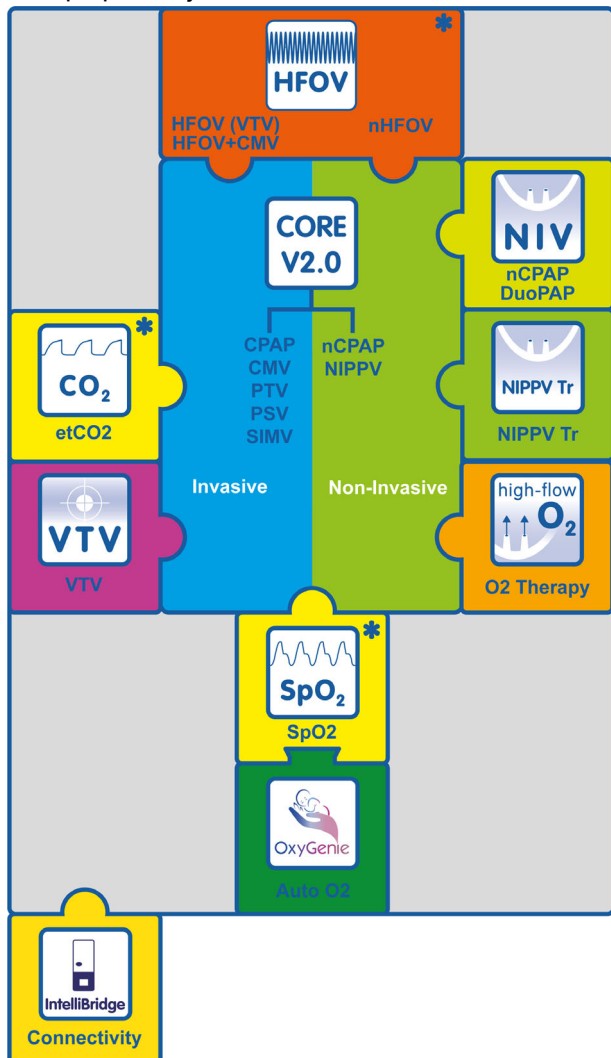 *
HFOV
HFOV (VTV)
HFOV+CMV
nHFOV
CORE
V2.0
NIV
nCPAP
DuoPAP
CPAP
CMV
PTV
PSV
SIMV
nCPAP
NIPPV
*
CO₂
etCO2
NIPPV Tr
NIPPV Tr
Invasive
Non-Invasive
VTV
VTV
high-flow
O₂
O2 Therapy
*
SpO₂
SpO2
OxyGenie
Auto O2
IntelliBridge
Connectivity